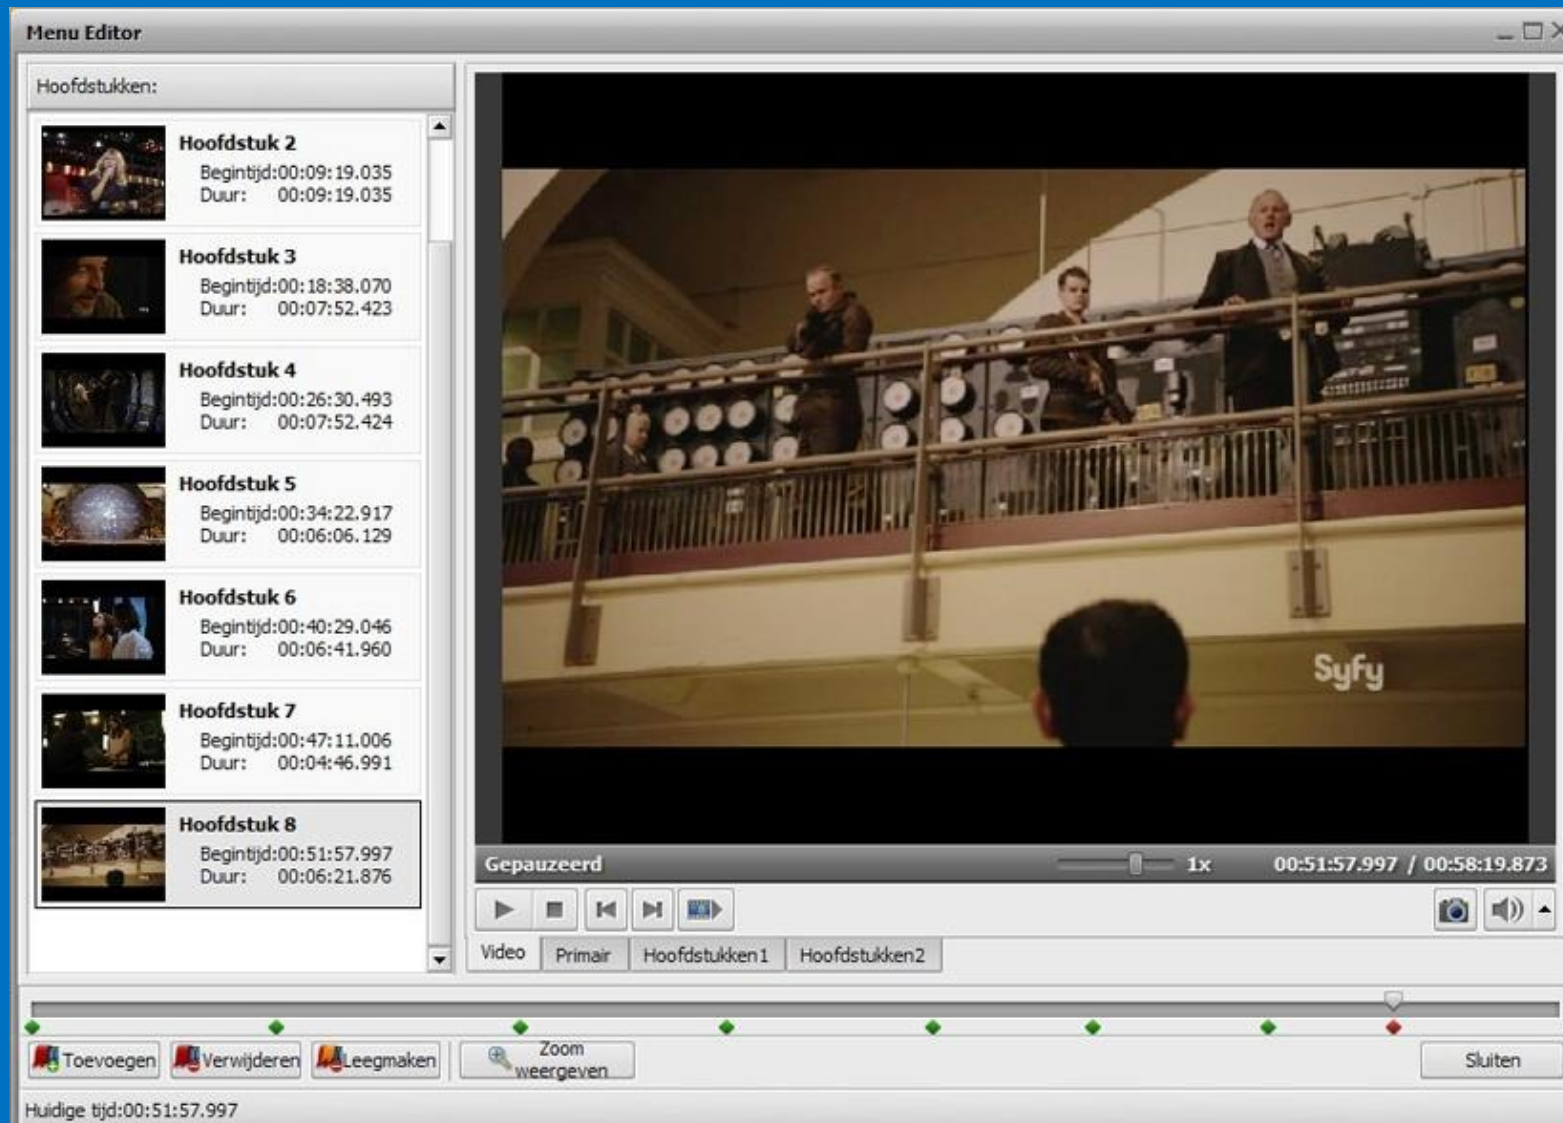 Menu Editor
Hoofdstukken:
Hoofdstuk 2
Begintijd:00:09:19.035
Duur: 00:09:19.035
Hoofdstuk 3
Begintijd:00:18:38.070
Duur: 00:07:52.423
Hoofdstuk 4
Begintijd:00:26:30.493
Duur: 00:07:52.424
Hoofdstuk 5
Begintijd:00:34:22.917
Duur: 00:06:06.129
Hoofdstuk 6
Begintijd:00:40:29.046
Duur: 00:06:41.960
Hoofdstuk 7
Begintijd:00:47:11.006
Duur: 00:04:46.991
Hoofdstuk 8
Begintijd:00:51:57.997
Duur: 00:06:21.876
Syfy
Gepauzeerd 1x 00:51:57.997 / 00:58:19.873
Video Primair Hoofdstukken1 Hoofdstukken2
Toevoegen Verwijderen Leegmaken Zoom weergeven Sluiten
Huidige tijd:00:51:57.997